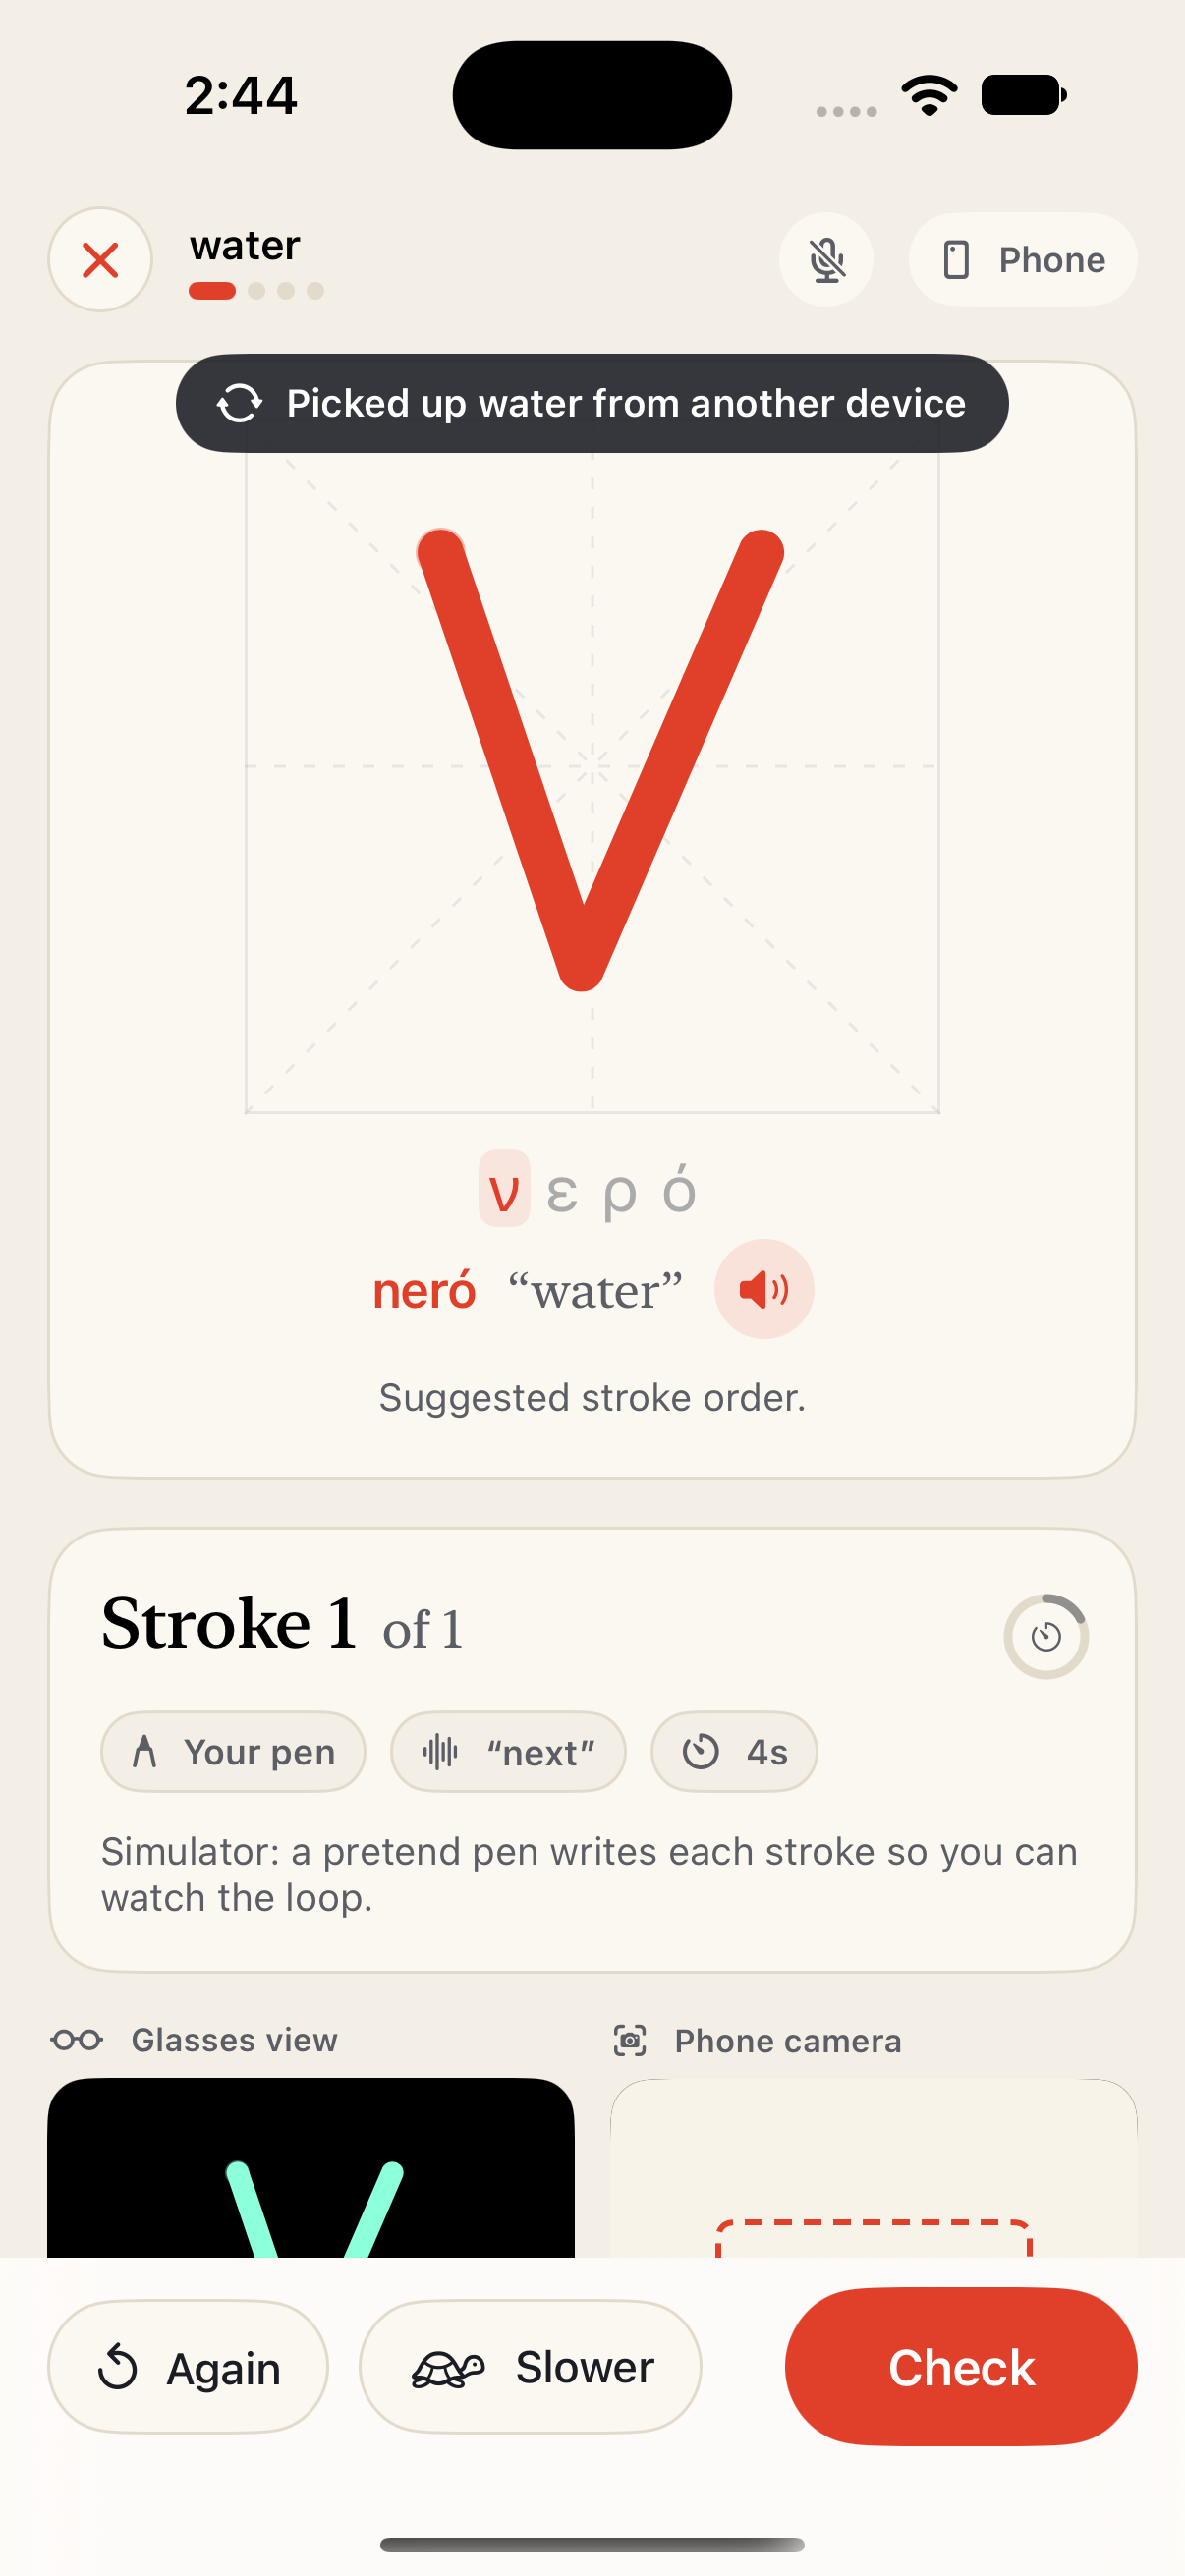 2:44
water
Phone
Picked up water from another device
ν ε ρ ό
neró “water”
Suggested stroke order.
Stroke 1 of 1
Your pen “next” 4s
Simulator: a pretend pen writes each stroke so you can
watch the loop.
Glasses view
Phone camera
Again
Slower
Check